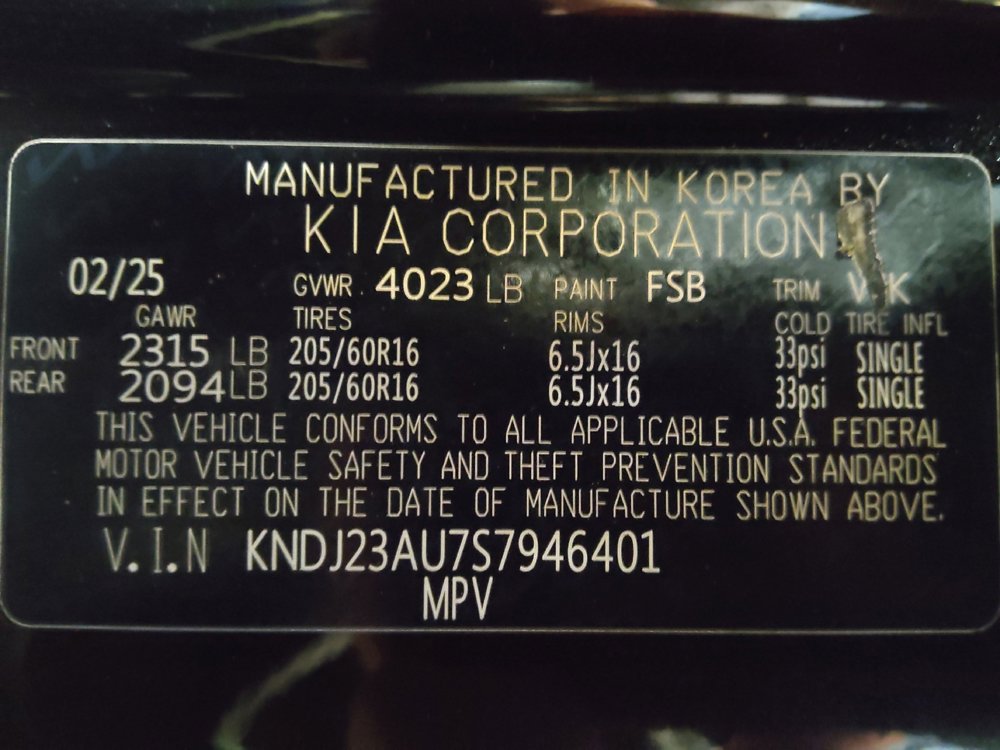 MANUFACTURED IN KOREA BY
KIA CORPORATION
02/25 GVWR 4023 LB PAINT FSB TRIM
GAWR TIRES RIMS COLD TIRE INFL
FRONT 2315 LB 205/60R16 6.5Jx16 33psi SINGLE
REAR 2094 LB 205/60R16 6.5Jx16 33psi SINGLE
THIS VEHICLE CONFORMS TO ALL APPLICABLE U.S.A. FEDERAL
MOTOR VEHICLE SAFETY AND THEFT PREVENTION STANDARDS
IN EFFECT ON THE DATE OF MANUFACTURE SHOWN ABOVE.
V.I.N KNDJ23AU7S7946401
MPV